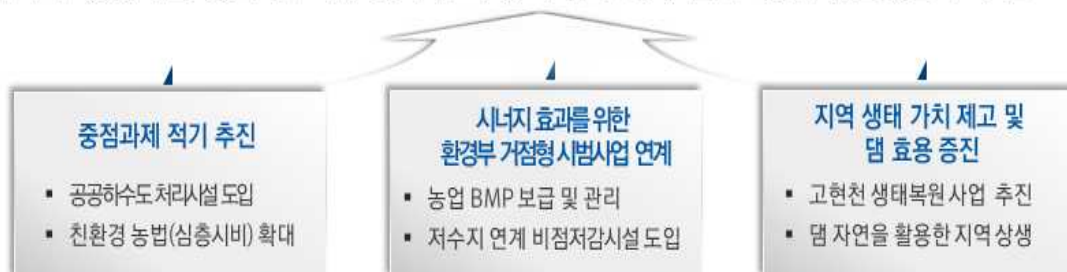 중점과제 적기 추진
▪ 공공하수도 처리시설 도입
▪ 친환경 농법(심층시비) 확대
시너지 효과를 위한
환경부 거점형 시범사업 연계
▪ 농업 BMP 보급 및 관리
▪ 저수지 연계 비점저감시설 도입
지역 생태 가치 제고 및
댐 효용 증진
▪ 고현천 생태복원 사업 추진
▪ 댐 자연을 활용한 지역 상생